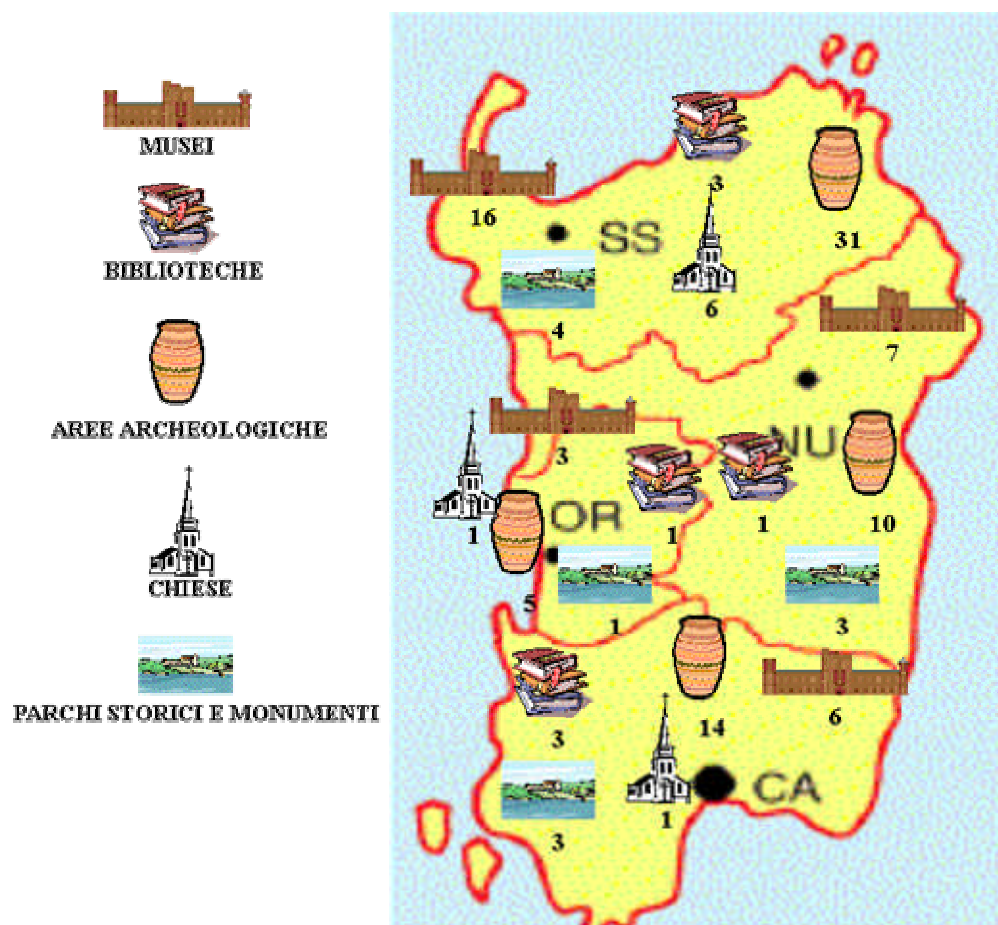 MUSEI
BIBLIOTECHE
AREE ARCHEOLOGICHE
CHIESE
PARCHI STORICI E MONUMENTI
3
16
31
SS
6
4
7
3
NU
1
OR
1
1
10
5
1
3
6
3
14
CA
1
3